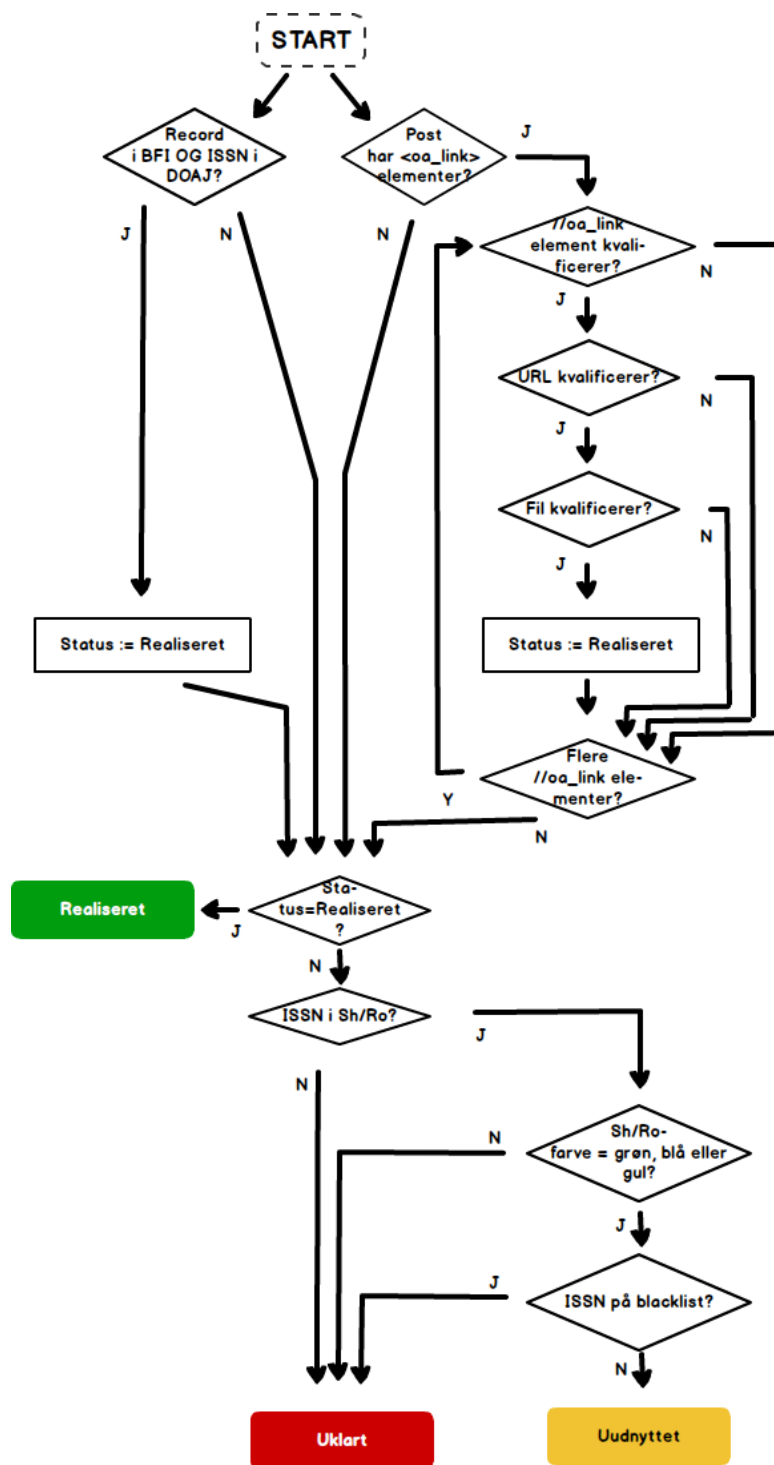 START
Record
i BFI OG ISSN i
DOAJ?
Post
har <oa_link>
elementer?
J
J
N
N
//oa_link
element kvali-
ficerer?
N
J
URL kvalificerer?
N
J
Fil kvalificerer?
N
J
Status := Realiseret
Status := Realiseret
Flere
//oa_link ele-
menter?
Y
N
Realiseret
J
Sta-
tus=Realiseret
?
N
ISSN i Sh/Ro?
J
N
Sh/Ro-
farve = grøn, blå eller
gul?
N
J
ISSN på blacklist?
J
N
Uklart
Uudnyttet